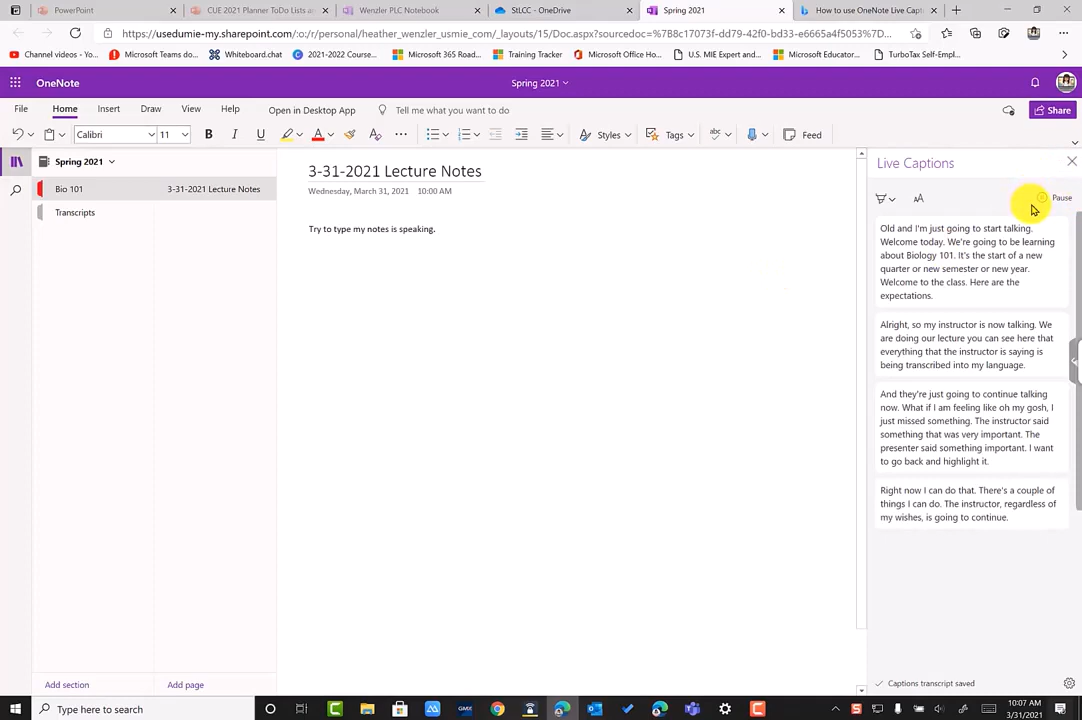 PowerPoint
CUE 2021 Planner ToDo Lists a
Wenzler PLC Notebook
StLCC - OneDrive
Spring 2021
How to use OneNote Live Capti
https://usedumie-my.sharepoint.com/:o:/r/personal/heather_wenzler_usmie_com/_layouts/15/Doc.aspx?sourcedoc=%7B8c17073f-dd79-42f0-bd33-e6665a4f5053%7D...
Channel videos - Yo...
Microsoft Teams do...
Whiteboard.chat
2021-2022 Course...
Microsoft 365 Road...
Training Tracker
Microsoft Office Ho...
U.S. MIE Expert and...
Microsoft Educator...
TurboTax Self-Empl...
OneNote
Spring 2021
File
Home
Insert
Draw
View
Help
Open in Desktop App
Tell me what you want to do
Share
Calibri
11
B
I
U
A
Styles
Tags
Feed
Spring 2021
Bio 101
Transcripts
3-31-2021 Lecture Notes
3-31-2021 Lecture Notes
Wednesday, March 31, 2021 10:00 AM
Try to type my notes is speaking.
Live Captions
Pause
Old and I'm just going to start talking.
Welcome today. We're going to be learning
about Biology 101. It's the start of a new
quarter or new semester or new year.
Welcome to the class. Here are the
expectations.
Alright, so my instructor is now talking. We
are doing our lecture you can see here that
everything that the instructor is saying is
being transcribed into my language.
And they're just going to continue talking
now. What if I am feeling like oh my gosh, I
just missed something. The instructor said
something that was very important. The
presenter said something important. I want
to go back and highlight it.
Right now I can do that. There's a couple of
things I can do. The instructor, regardless of
my wishes, is going to continue.
Captions transcript saved
Add section
Add page
Type here to search
10:07 AM
3/31/2021